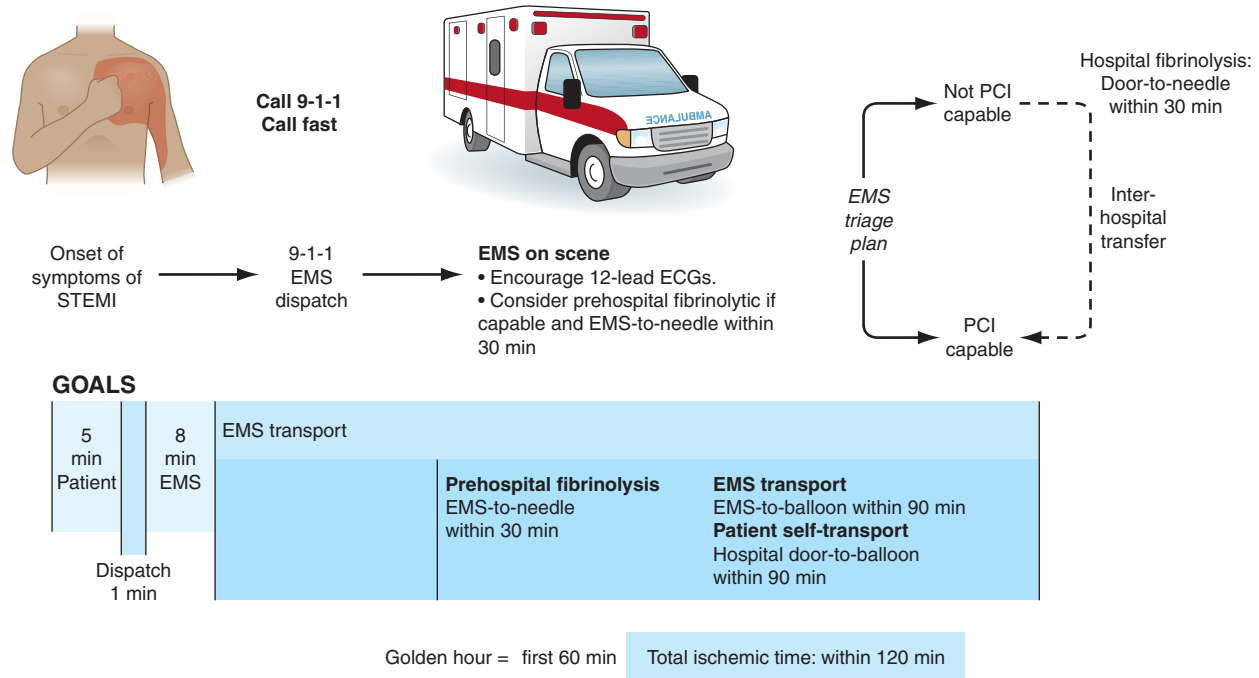 Call 9-1-1
Call fast
AMBULANCE
Hospital fibrinolysis:
Door-to-needle
within 30 min
Not PCI
capable
EMS
triage
plan
Inter-
hospital
transfer
PCI
capable
Onset of
symptoms of
STEMI
9-1-1
EMS
dispatch
EMS on scene
• Encourage 12-lead ECGs.
• Consider prehospital fibrinolytic if
capable and EMS-to-needle within
30 min
GOALS
5
min
Patient
Dispatch
1 min
8
min
EMS
EMS transport
Prehospital fibrinolysis
EMS-to-needle
within 30 min
EMS transport
EMS-to-balloon within 90 min
Patient self-transport
Hospital door-to-balloon
within 90 min
Golden hour = first 60 min
Total ischemic time: within 120 min